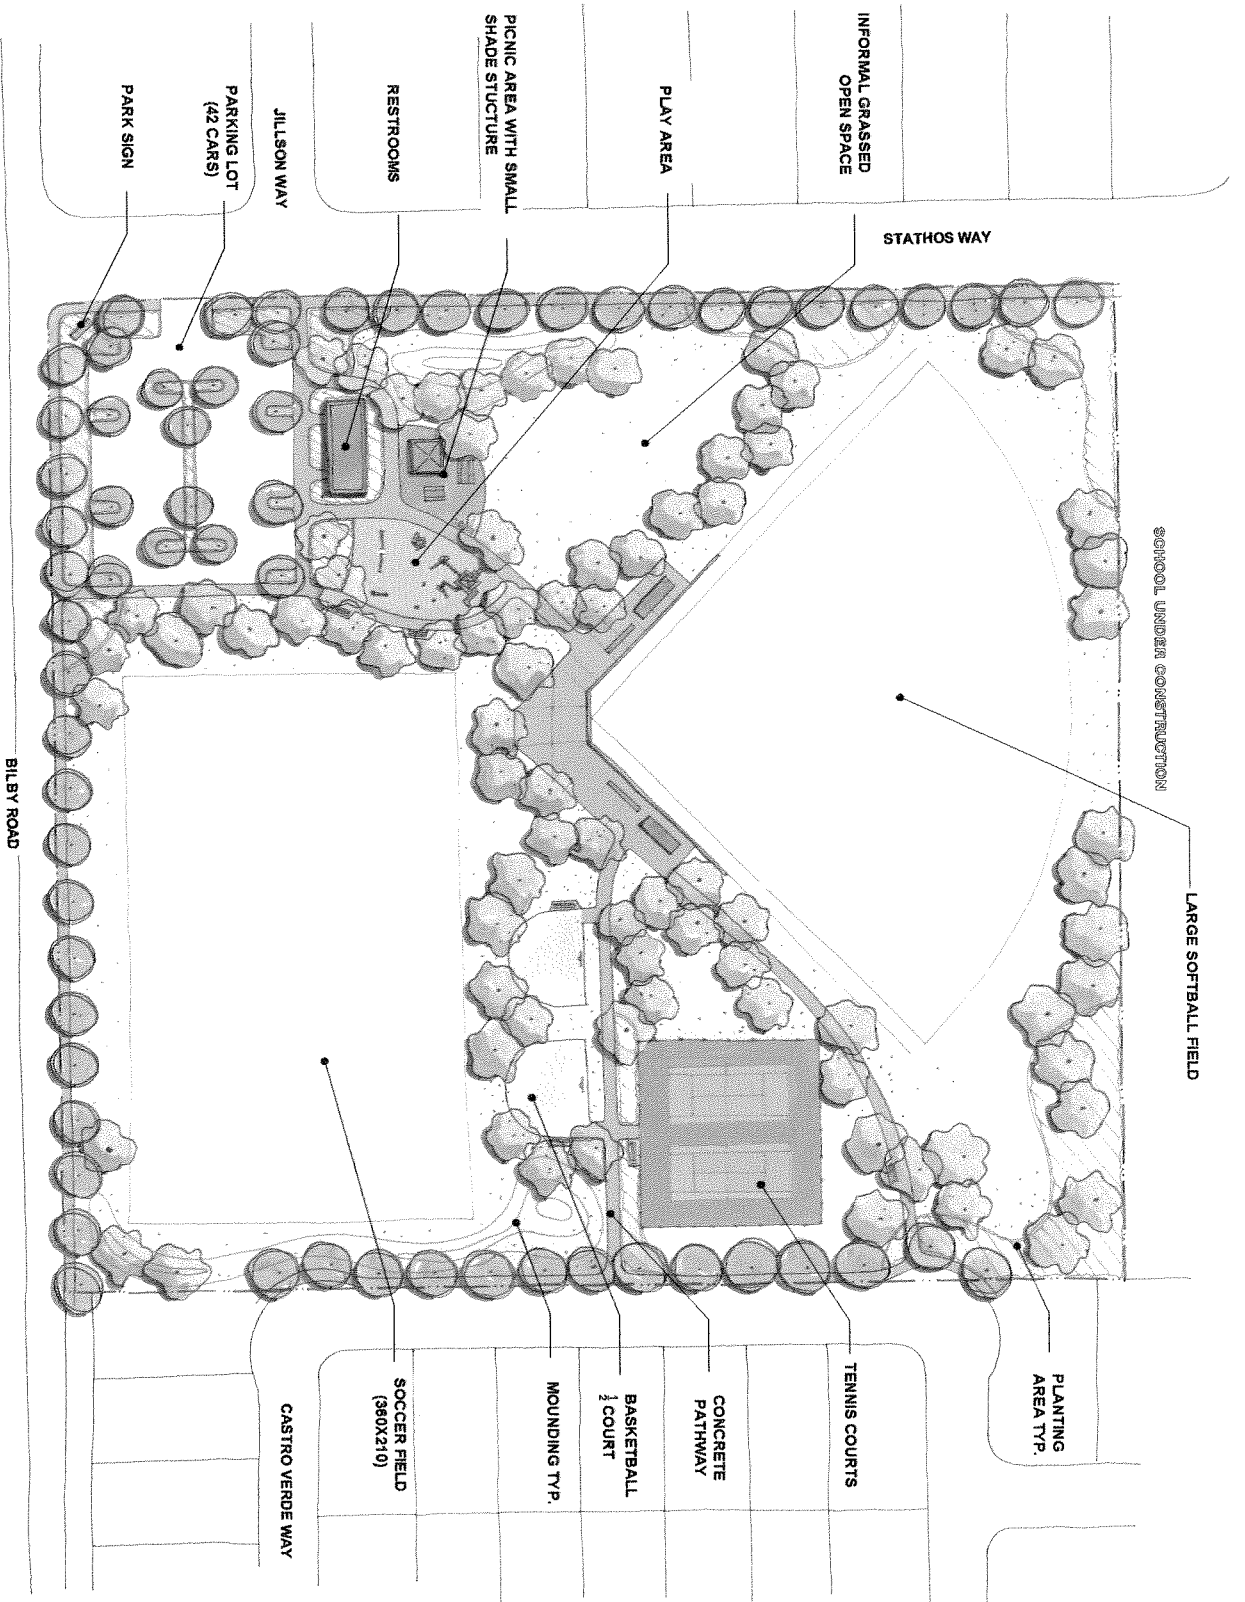 INFORMAL GRASSED
OPEN SPACE
PLAY AREA
PICNIC AREA WITH SMALL
SHADE STUCTURE
RESTROOMS
JILLSON WAY
PARKING LOT
(42 CARS)
PARK SIGN
STATHOS WAY
SCHOOL UNDER CONSTRUCTION
LARGE SOFTBALL FIELD
BILBY ROAD
PLANTING
AREA TYP.
TENNIS COURTS
CONCRETE
PATHWAY
BASKETBALL
½ COURT
MOUNDING TYP.
SOCCER FIELD
(360X210)
CASTRO VERDE WAY